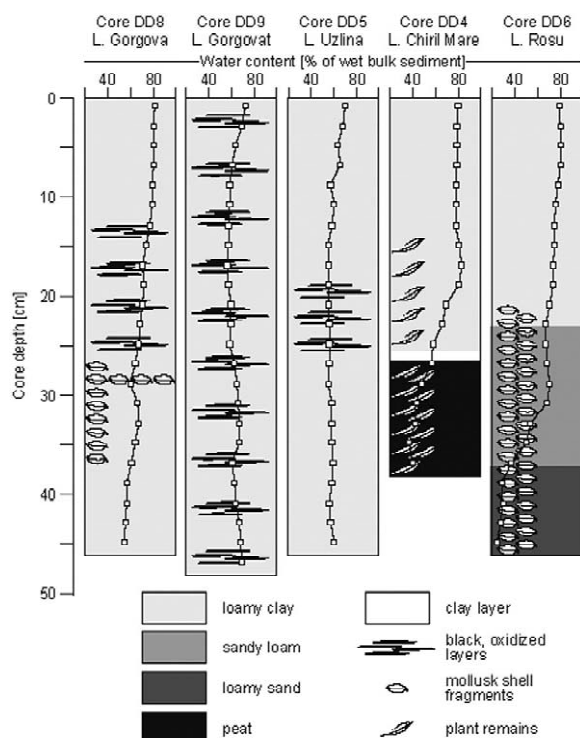 Core DD8 Core DD9 Core DD5 Core DD4 Core DD6
L. Gorgova L. Gorgovat L. Uzlina L. Chiril Mare L. Rosu
Water content [% of wet bulk sediment]
40 80 40 80 40 80 40 80 40 80
0
10
20
30
40
50
Core depth [cm]
loamy clay clay layer
sandy loam black, oxidized
layers
loamy sand mollusk shell
fragments
peat plant remains